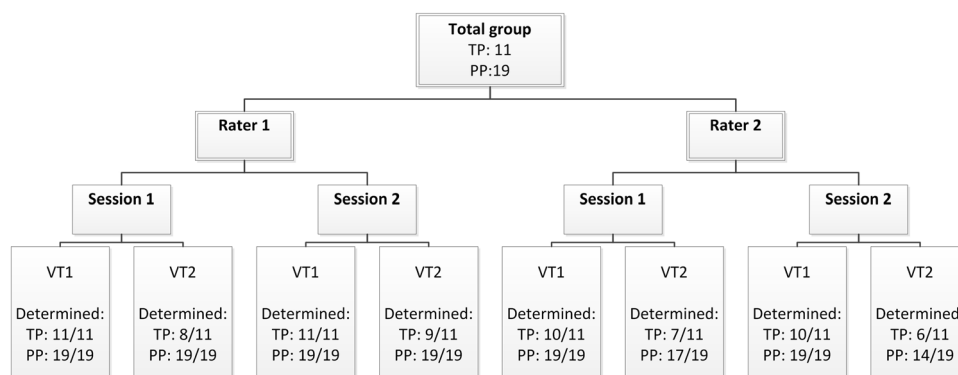 Total group
TP: 11
PP:19
Rater 1
Rater 2
Session 1
Session 2
Session 1
Session 2
VT1
Determined:
TP: 11/11
PP: 19/19
VT2
Determined:
TP: 8/11
PP: 19/19
VT1
Determined:
TP: 11/11
PP: 19/19
VT2
Determined:
TP: 9/11
PP: 19/19
VT1
Determined:
TP: 10/11
PP: 19/19
VT2
Determined:
TP: 7/11
PP: 17/19
VT1
Determined:
TP: 10/11
PP: 19/19
VT2
Determined:
TP: 6/11
PP: 14/19